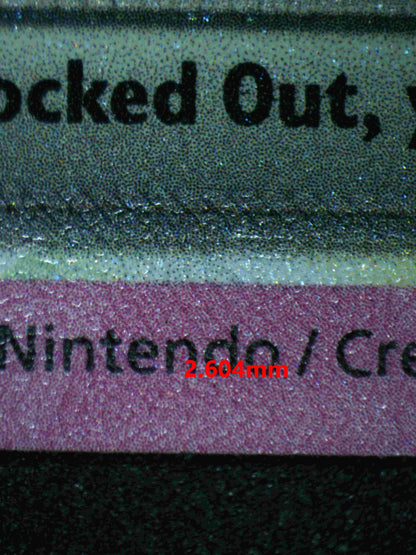 ocked Out, y
Nintendo / Cre
2.604mm